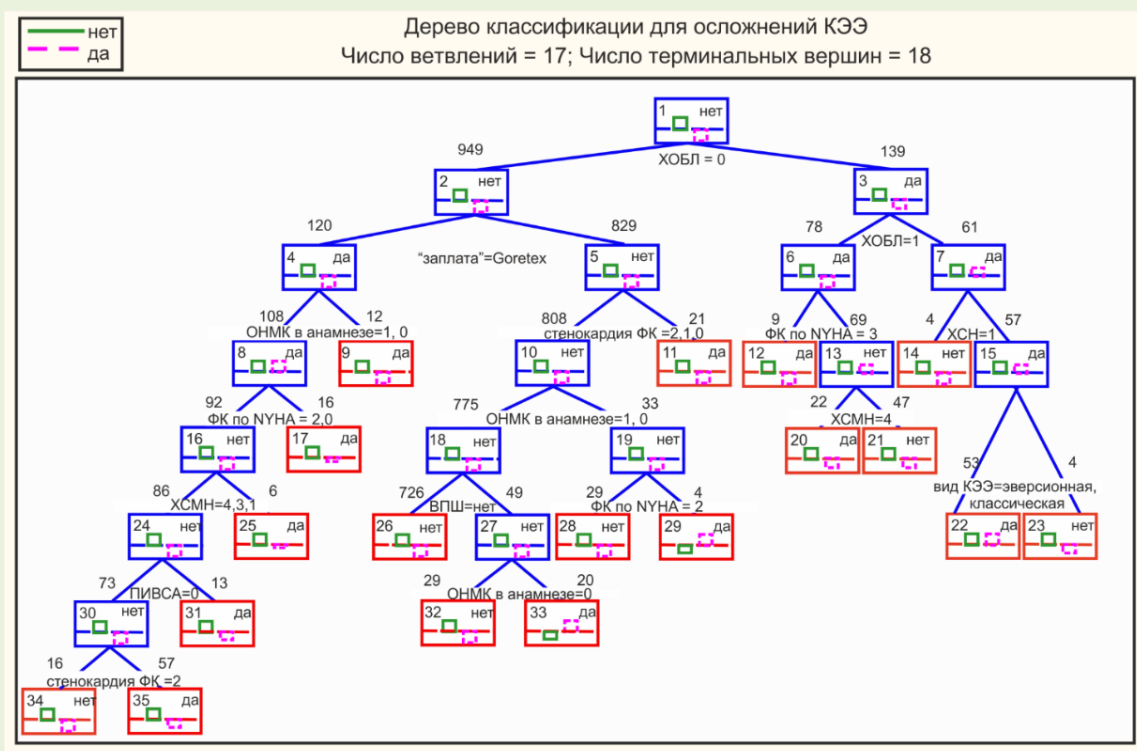 нет
да
Дерево классификации для осложнений КЭЭ
Число ветвлений = 17; Число терминальных вершин = 18
1 нет
949 139
ХОБЛ = 0
2 нет 3 да
120 829 78 61
ХОБЛ=1
4 да "заплата"=Goretex 5 нет 6 да 7 да
108 12 808 21 9 69 4 57
ОНМК в анамнезе=1, 0 стенокардия ФК =2,1,0 ФК по NYHA = 3 ХСН=1
8 да 9 да 10 нет 11 да 12 да 13 нет 14 нет 15 да
92 16 775 33 22 47
ФК по NYHA = 2,0 ОНМК в анамнезе=1, 0 ХСМН=4
16 нет 17 да 18 нет 19 нет 20 да 21 нет
86 6 726 49 29 4 53 4
ХСМН=4,3,1 ВПШ=нет ФК по NYHA = 2 вид КЭЭ=эверсионная,
классическая
24 нет 25 да 26 нет 27 нет 28 нет 29 да 22 да 23 нет
73 13 29 20
ПИВСА=0 ОНМК в анамнезе=0
30 нет 31 да 32 нет 33 да
16 57
стенокардия ФК =2
34 нет 35 да